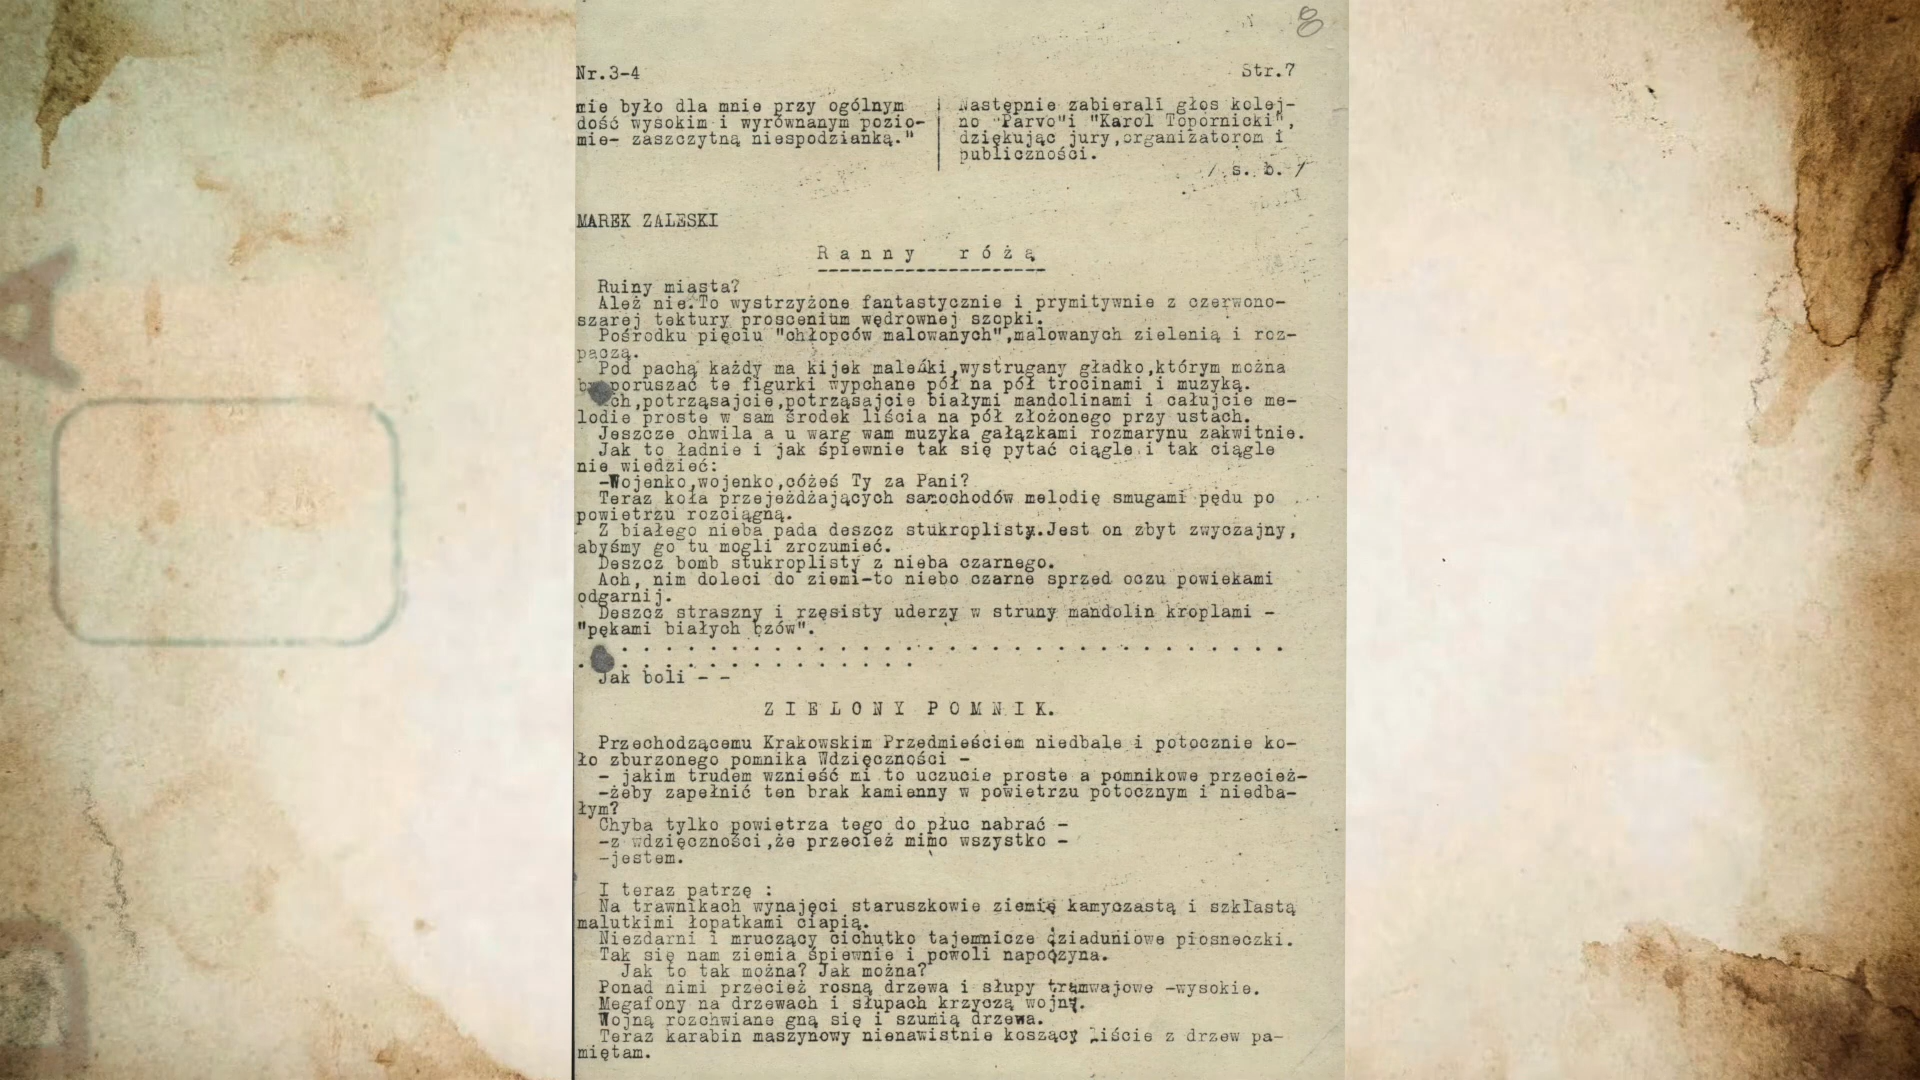 8
Nr.3-4
Str.7
nie było dla mnie przy ogólnym
dość wysokim i wyrównanym pozio-
mie- zaszczytną niespodzianką."
Następnie zabierali głos kolej-
no "Parvo"i "Karol Topornicki",
dziękując jury,organizatorom i
publiczności.
/ s. b. /
MAREK ZALESKI
Ranny różą
Ruiny miasta?
Ależ nie.To wystrzyżone fantastycznie i prymitywnie z czerwono-
szarej tektury proscenium wędrownej szopki.
Pośrodku pięciu "chłopców malowanych",malowanych zielenią i roz-
paczą.
Pod pachą każdy ma kijek maleńki,wystrugany gładko,którym można
by poruszać te figurki wypchane pół na pół trocinami i muzyką.
Ach,potrząsajcie,potrząsajcie białymi mandolinami i całujcie me-
lodie proste w sam środek liścia na pół złożonego przy ustach.
Jeszcze chwila a u warg wam muzyka gałązkami rozmarynu zakwitnie.
Jak to ładnie i jak śpiewnie tak się pytać ciągle i tak ciągle
nie wiedzieć:
-Wojenko,wojenko,cóżeś Ty za Pani?
Teraz koła przejeżdżających samochodów melodię smugami pędu po
powietrzu rozciągną.
Z białego nieba pada deszcz stukroplisty.Jest on zbyt zwyczajny,
abyśmy go tu mogli zrozumieć.
Deszcz bomb stukroplisty z nieba czarnego.
Ach, nim doleci do ziemi-to niebo czarne sprzed oczu powiekami
odgarnij.
Deszcz straszny i rzęsisty uderzy w struny mandolin kroplami -
"pękami białych bzów".
. . . . . . . . . . . . . . . . . . . . . . . . . . . . . . . .
. . . . . . . . . . . . . . . .
Jak boli - -
ZIELONY POMNIK.
Przechodzącemu Krakowskim Przedmieściem niedbale i potocznie ko-
ło zburzonego pomnika Wdzięczności -
- jakim trudem wznieść mi to uczucie proste a pomnikowe przecież-
-żeby zapełnić ten brak kamienny w powietrzu potocznym i niedba-
łym?
Chyba tylko powietrza tego do płuc nabrać -
-z wdzięczności,że przecież mimo wszystko -
-jestem.
I teraz patrzę :
Na trawnikach wynajęci staruszkowie ziemię kamyczastą i szklastą
malutkimi łopatkami ciapią.
Niezdarni i mruczący cichutko tajemnicze dziaduniowe piosneczki.
Tak się nam ziemia śpiewnie i powoli napoczyna.
Jak to tak można? Jak można?
Ponad nimi przecież rosną drzewa i słupy tramwajowe -wysokie.
Megafony na drzewach i słupach krzyczą wojnę.
Wojną rozchwiane gną się i szumią drzewa.
Teraz karabin maszynowy nienawistnie koszący liście z drzew pa-
miętam.